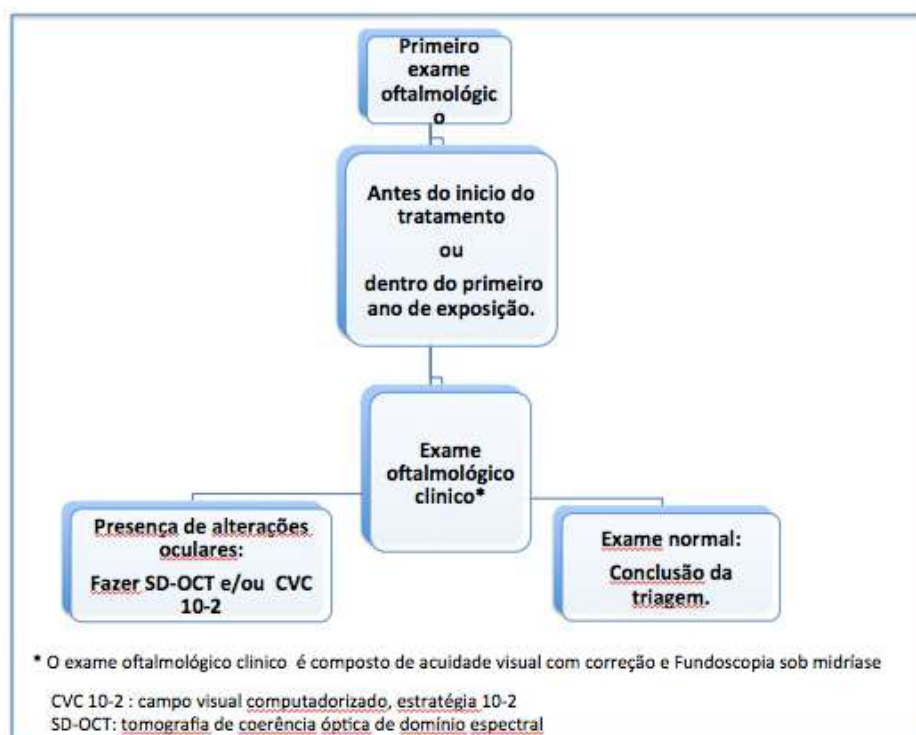 Primeiro
exame
oftalmológic
o
Antes do inicio do
tratamento
ou
dentro do primeiro
ano de exposição.
Exame
oftalmológico
clinico*
Presença de alterações
oculares:
Fazer SD-OCT e/ou CVC
10-2
Exame normal:
Conclusão da
triagem.
* O exame oftalmológico clinico é composto de acuidade visual com correção e Fundoscopia sob midríase
CVC 10-2 : campo visual computadorizado, estratégia 10-2
SD-OCT: tomografia de coerência óptica de domínio espectral